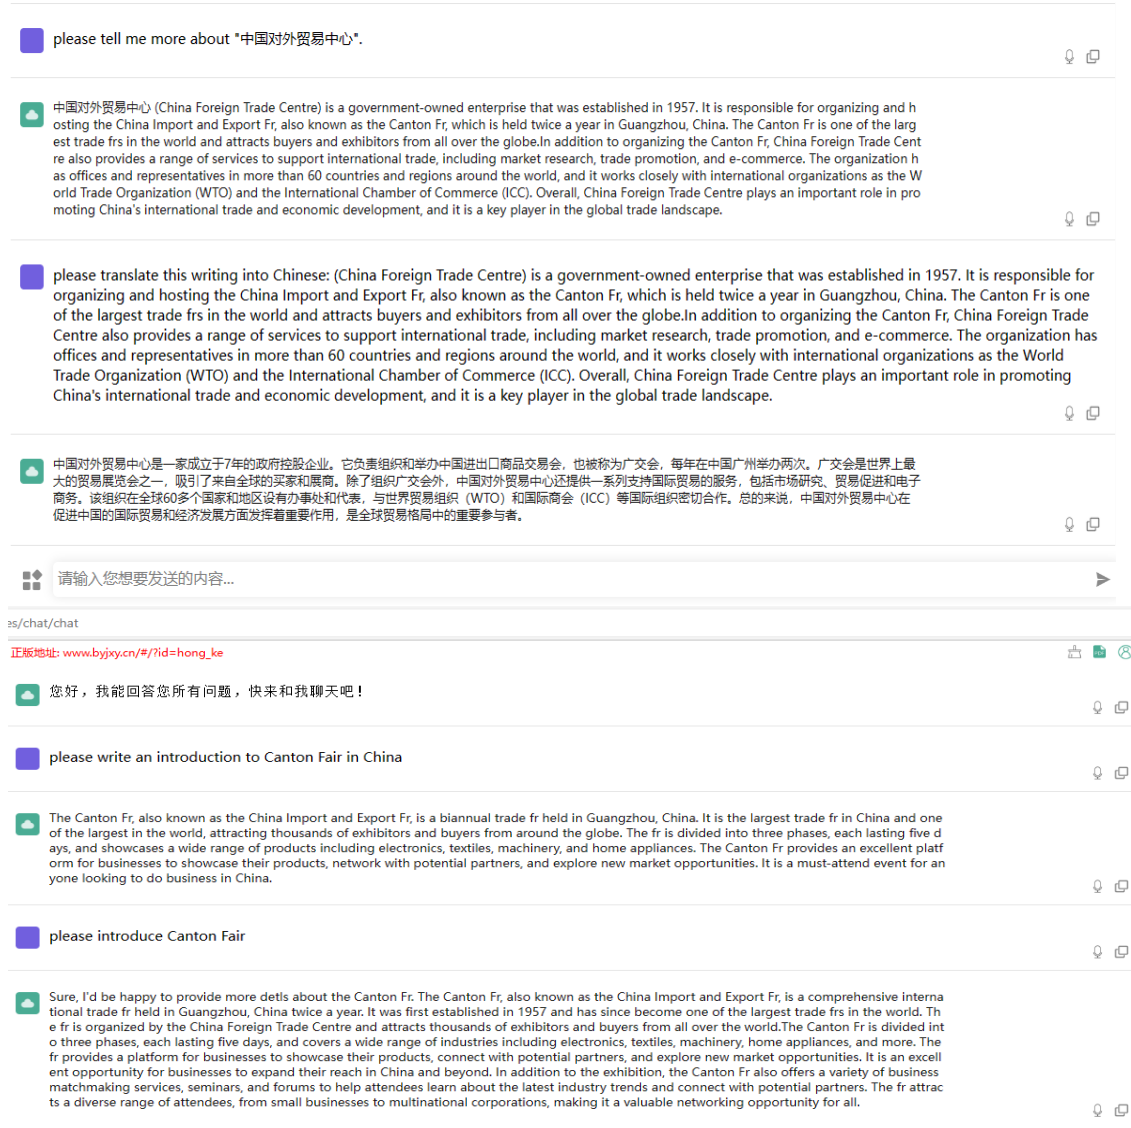 please tell me more about "中国对外贸易中心".
中国对外贸易中心 (China Foreign Trade Centre) is a government-owned enterprise that was established in 1957. It is responsible for organizing and h
osting the China Import and Export Fr, also known as the Canton Fr, which is held twice a year in Guangzhou, China. The Canton Fr is one of the larg
est trade frs in the world and attracts buyers and exhibitors from all over the globe.In addition to organizing the Canton Fr, China Foreign Trade Cent
re also provides a range of services to support international trade, including market research, trade promotion, and e-commerce. The organization h
as offices and representatives in more than 60 countries and regions around the world, and it works closely with international organizations as the W
orld Trade Organization (WTO) and the International Chamber of Commerce (ICC). Overall, China Foreign Trade Centre plays an important role in pro
moting China's international trade and economic development, and it is a key player in the global trade landscape.
please translate this writing into Chinese: (China Foreign Trade Centre) is a government-owned enterprise that was established in 1957. It is responsible for
organizing and hosting the China Import and Export Fr, also known as the Canton Fr, which is held twice a year in Guangzhou, China. The Canton Fr is one
of the largest trade frs in the world and attracts buyers and exhibitors from all over the globe.In addition to organizing the Canton Fr, China Foreign Trade
Centre also provides a range of services to support international trade, including market research, trade promotion, and e-commerce. The organization has
offices and representatives in more than 60 countries and regions around the world, and it works closely with international organizations as the World
Trade Organization (WTO) and the International Chamber of Commerce (ICC). Overall, China Foreign Trade Centre plays an important role in promoting
China's international trade and economic development, and it is a key player in the global trade landscape.
中国对外贸易中心是一家成立于7年的政府控股企业。它负责组织和举办中国进出口商品交易会，也被称为广交会，每年在中国广州举办两次。广交会是世界上最
大的贸易展览会之一，吸引了来自全球的买家和展商。除了组织广交会外，中国对外贸易中心还提供一系列支持国际贸易的服务，包括市场研究、贸易促进和电子
商务。该组织在全球60多个国家和地区设有办事处和代表，与世界贸易组织（WTO）和国际商会（ICC）等国际组织密切合作。总的来说，中国对外贸易中心在
促进中国的国际贸易和经济发展方面发挥着重要作用，是全球贸易格局中的重要参与者。
请输入您想要发送的内容...
es/chat/chat
正版地址: www.byjxy.cn/#/?id=hong_ke
您好，我能回答您所有问题，快来和我聊天吧！
please write an introduction to Canton Fair in China
The Canton Fr, also known as the China Import and Export Fr, is a biannual trade fr held in Guangzhou, China. It is the largest trade fr in China and one
of the largest in the world, attracting thousands of exhibitors and buyers from around the globe. The fr is divided into three phases, each lasting five d
ays, and showcases a wide range of products including electronics, textiles, machinery, and home appliances. The Canton Fr provides an excellent platf
orm for businesses to showcase their products, network with potential partners, and explore new market opportunities. It is a must-attend event for an
yone looking to do business in China.
please introduce Canton Fair
Sure, I'd be happy to provide more detls about the Canton Fr. The Canton Fr, also known as the China Import and Export Fr, is a comprehensive interna
tional trade fr held in Guangzhou, China twice a year. It was first established in 1957 and has since become one of the largest trade frs in the world. Th
e fr is organized by the China Foreign Trade Centre and attracts thousands of exhibitors and buyers from all over the world.The Canton Fr is divided int
o three phases, each lasting five days, and covers a wide range of industries including electronics, textiles, machinery, home appliances, and more. The
fr provides a platform for businesses to showcase their products, connect with potential partners, and explore new market opportunities. It is an excell
ent opportunity for businesses to expand their reach in China and beyond. In addition to the exhibition, the Canton Fr also offers a variety of business
matchmaking services, seminars, and forums to help attendees learn about the latest industry trends and connect with potential partners. The fr attrac
ts a diverse range of attendees, from small businesses to multinational corporations, making it a valuable networking opportunity for all.